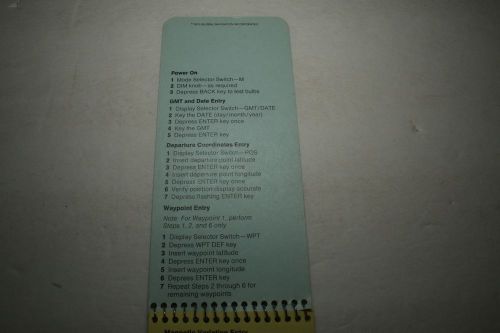 ©1979 GLOBAL NAVIGATION INCORPORATED
Power On
1 Mode Selector Switch—M
2 DIM knob—as required
3 Depress BACK key to test bulbs
GMT and Date Entry
1 Display Selector Switch—GMT/DATE
2 Key the DATE (day/month/year)
3 Depress ENTER key once
4 Key the GMT
5 Depress ENTER key
Departure Coordinates Entry
1 Display Selector Switch—POS
2 Insert departure point latitude
3 Depress ENTER key once
4 Insert departure point longitude
5 Depress ENTER key once
6 Verify position display accurate
7 Depress flashing ENTER key
Waypoint Entry
Note: For Waypoint 1, perform
Steps 1, 2, and 6 only
1 Display Selector Switch—WPT
2 Depress WPT DEF key
3 Insert waypoint latitude
4 Depress ENTER key once
5 Insert waypoint longitude
6 Depress ENTER key
7 Repeat Steps 2 through 6 for
remaining waypoints
Magnetic Variation Entry